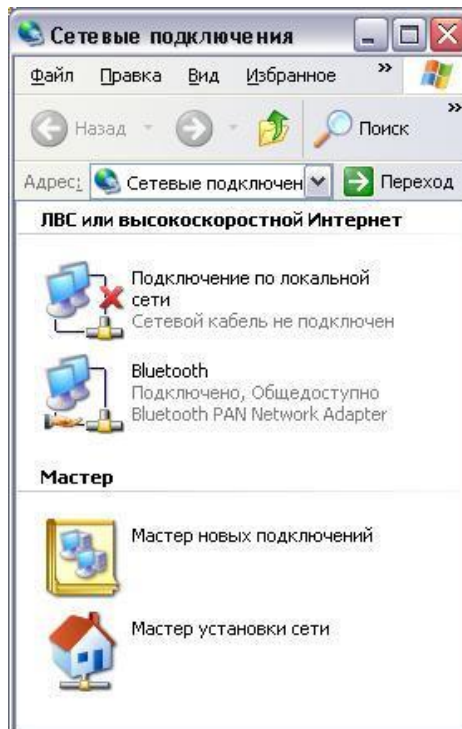 Сетевые подключения
Файл Правка Вид Избранное »
Назад Поиск »
Адрес: Сетевые подключен Переход
ЛВС или высокоскоростной Интернет
Подключение по локальной
сети
Сетевой кабель не подключен
Bluetooth
Подключено, Общедоступно
Bluetooth PAN Network Adapter
Мастер
Мастер новых подключений
Мастер установки сети